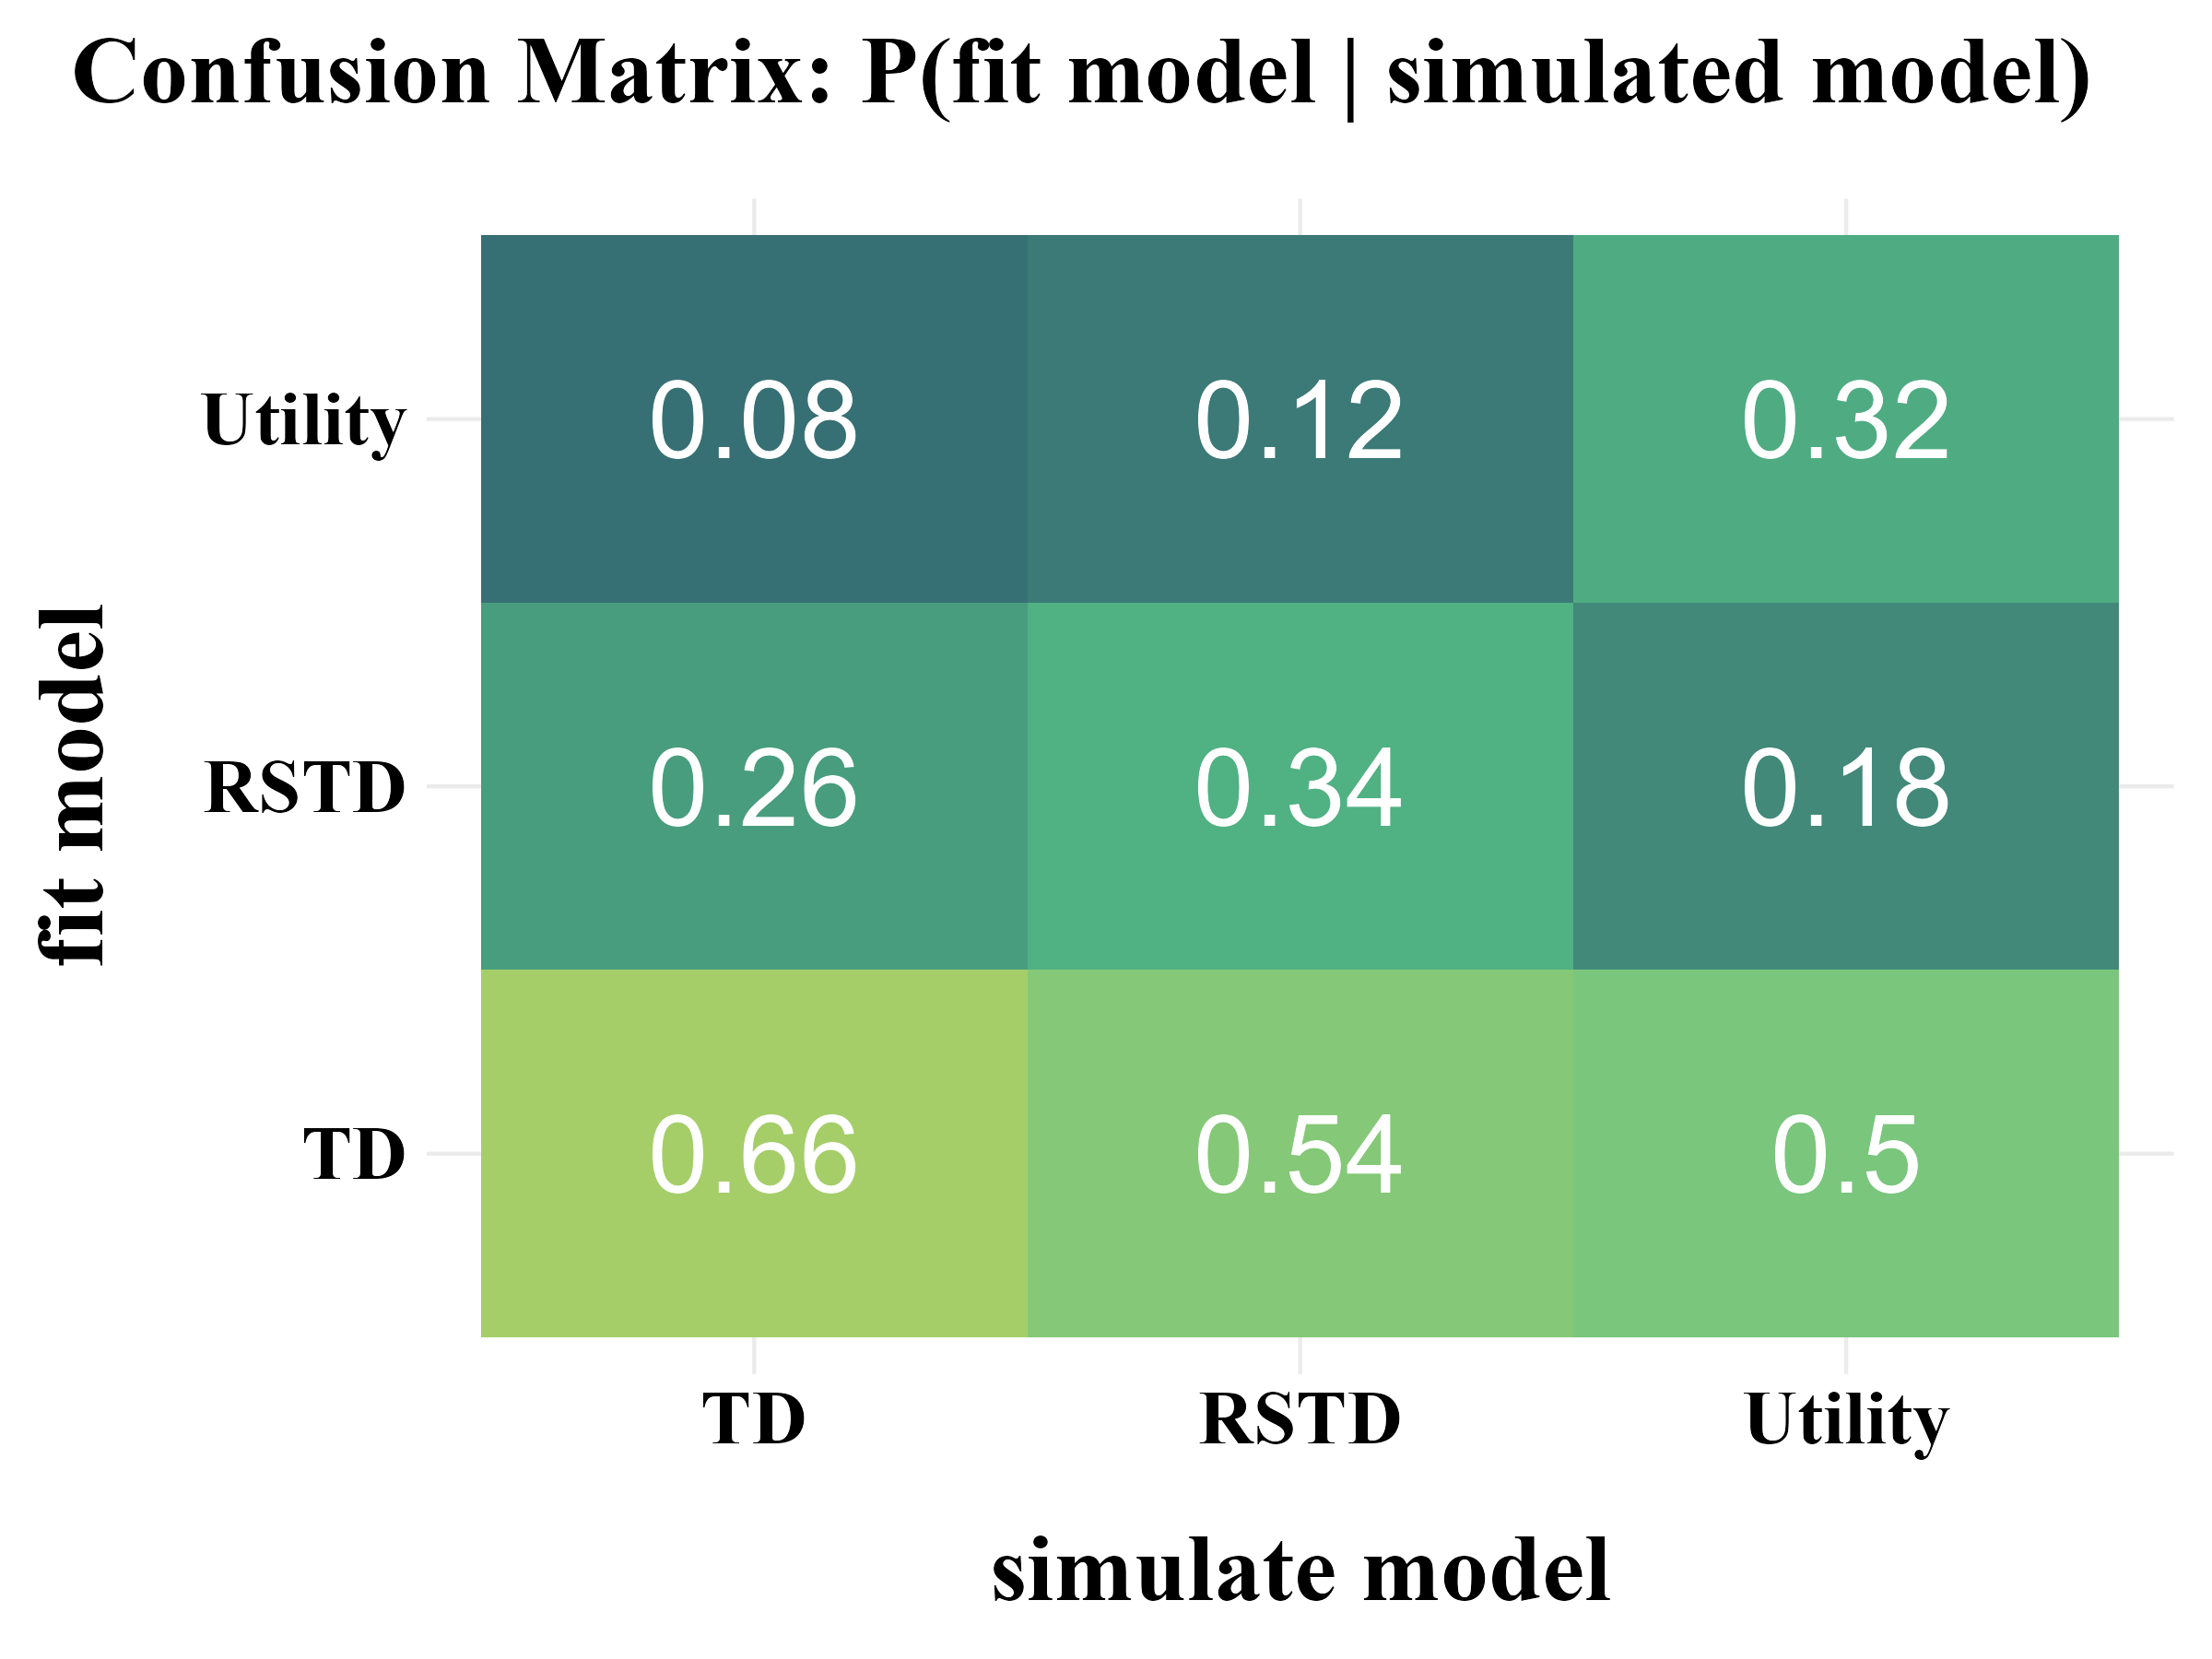 Confusion Matrix: P(fit model | simulated model)
fit model
Utility 0.08 0.12 0.32
RSTD 0.26 0.34 0.18
TD 0.66 0.54 0.5
TD RSTD Utility
simulate model